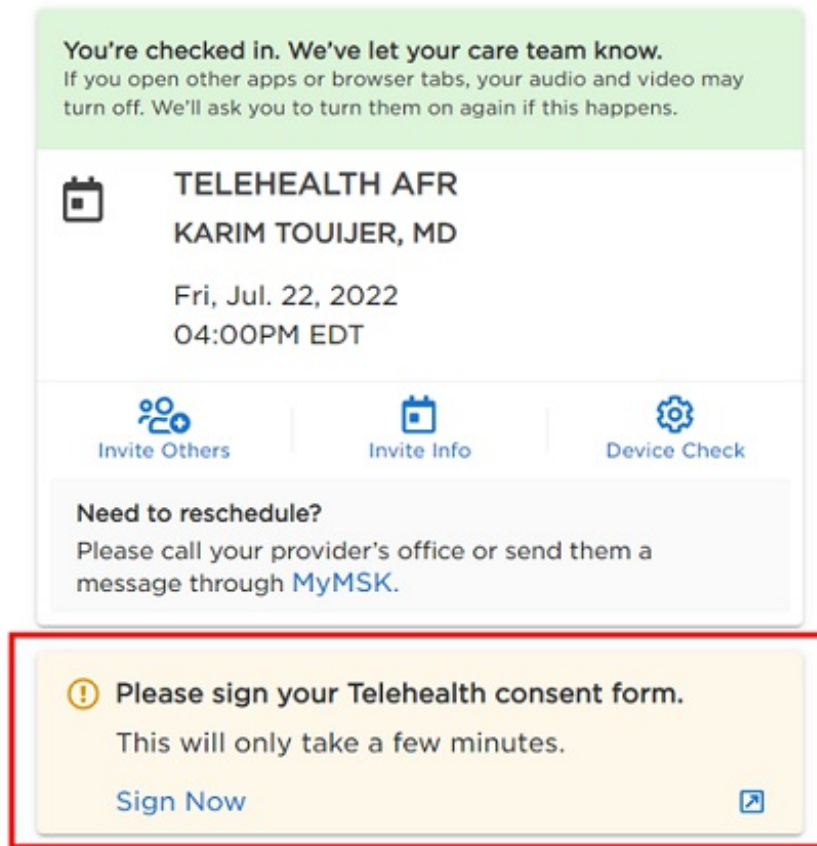 You're checked in. We've let your care team know.
If you open other apps or browser tabs, your audio and video may
turn off. We'll ask you to turn them on again if this happens.
TELEHEALTH AFR
KARIM TOUIJER, MD
Fri, Jul. 22, 2022
04:00PM EDT
Invite Others
Invite Info
Device Check
Need to reschedule?
Please call your provider's office or send them a
message through MyMSK.
Please sign your Telehealth consent form.
This will only take a few minutes.
Sign Now